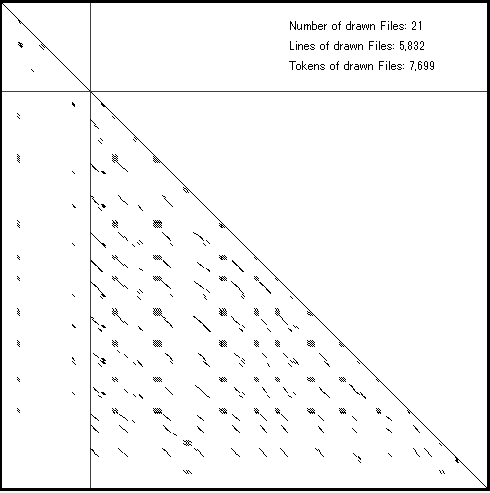 Number of drawn Files: 21
Lines of drawn Files: 5,832
Tokens of drawn Files: 7,699